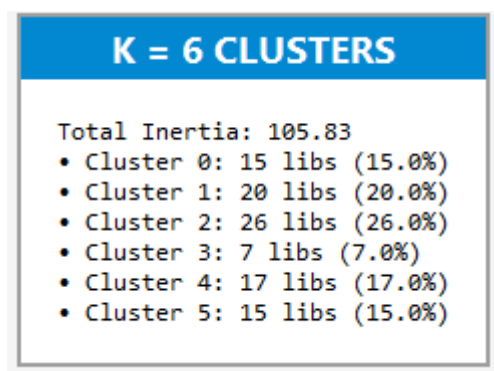 K = 6 CLUSTERS
Total Inertia: 105.83
• Cluster 0: 15 libs (15.0%)
• Cluster 1: 20 libs (20.0%)
• Cluster 2: 26 libs (26.0%)
• Cluster 3: 7 libs (7.0%)
• Cluster 4: 17 libs (17.0%)
• Cluster 5: 15 libs (15.0%)